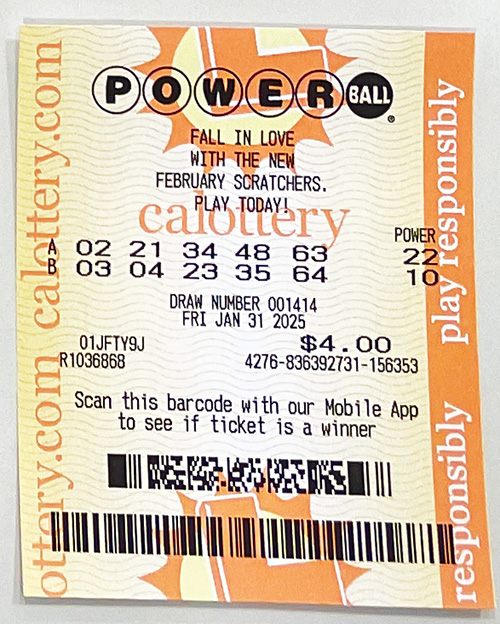 POWERBALL®
FALL IN LOVE
WITH THE NEW
FEBRUARY SCRATCHERS.
PLAY TODAY!
calottery
POWER
A 02 21 34 48 63 22
B 03 04 23 35 64 10
DRAW NUMBER 001414
FRI JAN 31 2025
01JFTY9J $4.00
R1036868 4276-836392731-156353
Scan this barcode with our Mobile App
to see if ticket is a winner
ottery.com calottery.com
play responsibly
responsibly